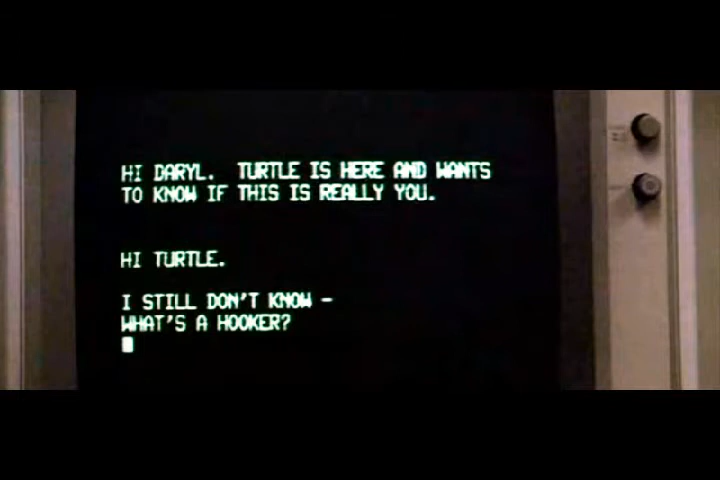 HI DARYL. TURTLE IS HERE AND WANTS
TO KNOW IF THIS IS REALLY YOU.
HI TURTLE.
I STILL DON'T KNOW -
WHAT'S A HOOKER?